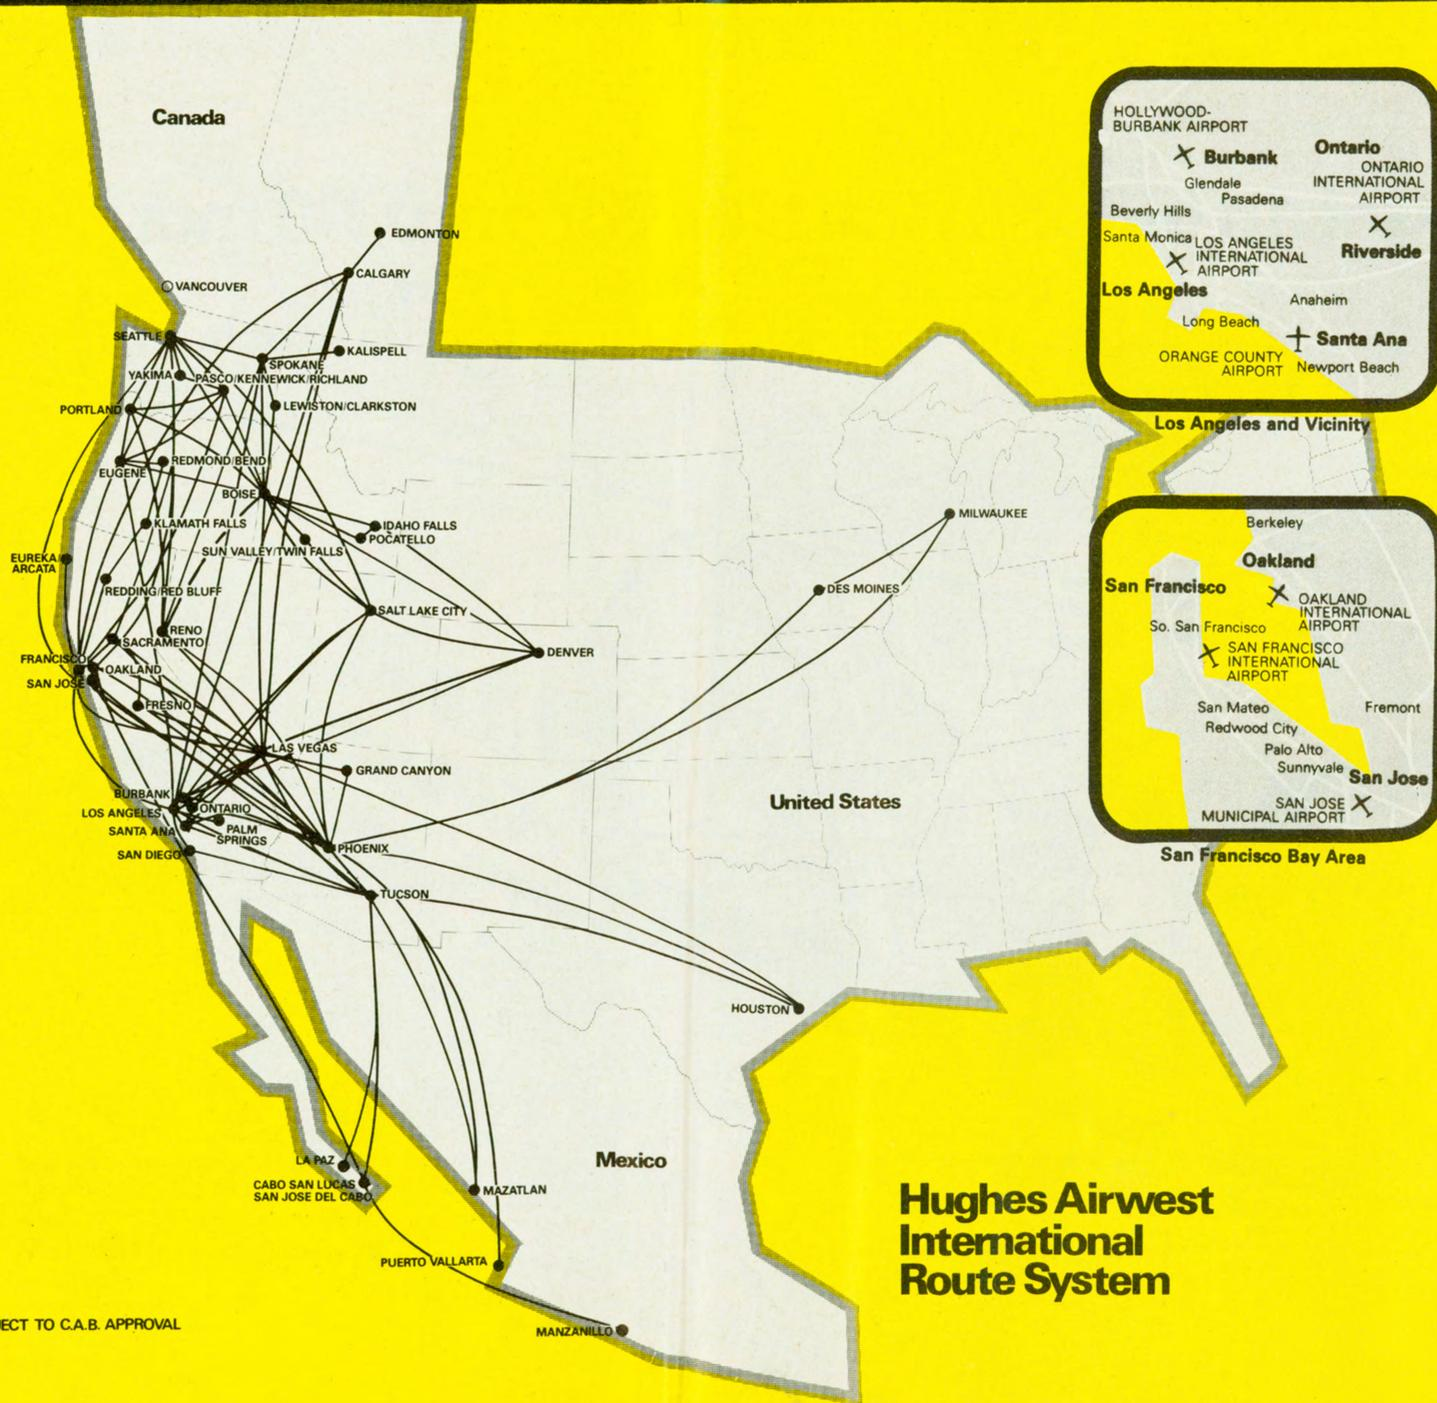 Canada
EDMONTON
CALGARY
VANCOUVER
SEATTLE
KALISPELL
SPOKANE
YAKIMA
PASCO/KENNEWICK/RICHLAND
PORTLAND
LEWISTON/CLARKSTON
EUGENE
REDMOND/BEND
BOISE
KLAMATH FALLS
IDAHO FALLS
POCATELLO
SUN VALLEY/TWIN FALLS
EUREKA/
ARCATA
REDDING/RED BLUFF
SALT LAKE CITY
RENO
SACRAMENTO
FRANCISCO
OAKLAND
SAN JOSE
FRESNO
DENVER
MILWAUKEE
DES MOINES
LAS VEGAS
GRAND CANYON
BURBANK
LOS ANGELES
ONTARIO
SANTA ANA
PALM
SPRINGS
SAN DIEGO
PHOENIX
TUCSON
United States
HOUSTON
LA PAZ
CABO SAN LUCAS
SAN JOSE DEL CABO
MAZATLAN
Mexico
PUERTO VALLARTA
MANZANILLO
HOLLYWOOD-
BURBANK AIRPORT
Burbank
Ontario
ONTARIO
INTERNATIONAL
AIRPORT
Glendale
Pasadena
Beverly Hills
Santa Monica
LOS ANGELES
INTERNATIONAL
AIRPORT
Riverside
Los Angeles
Anaheim
Long Beach
Santa Ana
ORANGE COUNTY
AIRPORT
Newport Beach
Los Angeles and Vicinity
Berkeley
Oakland
San Francisco
OAKLAND
INTERNATIONAL
AIRPORT
So. San Francisco
SAN FRANCISCO
INTERNATIONAL
AIRPORT
San Mateo
Fremont
Redwood City
Palo Alto
Sunnyvale
San Jose
SAN JOSE
MUNICIPAL AIRPORT
San Francisco Bay Area
Hughes Airwest
International
Route System
ECT TO C.A.B. APPROVAL